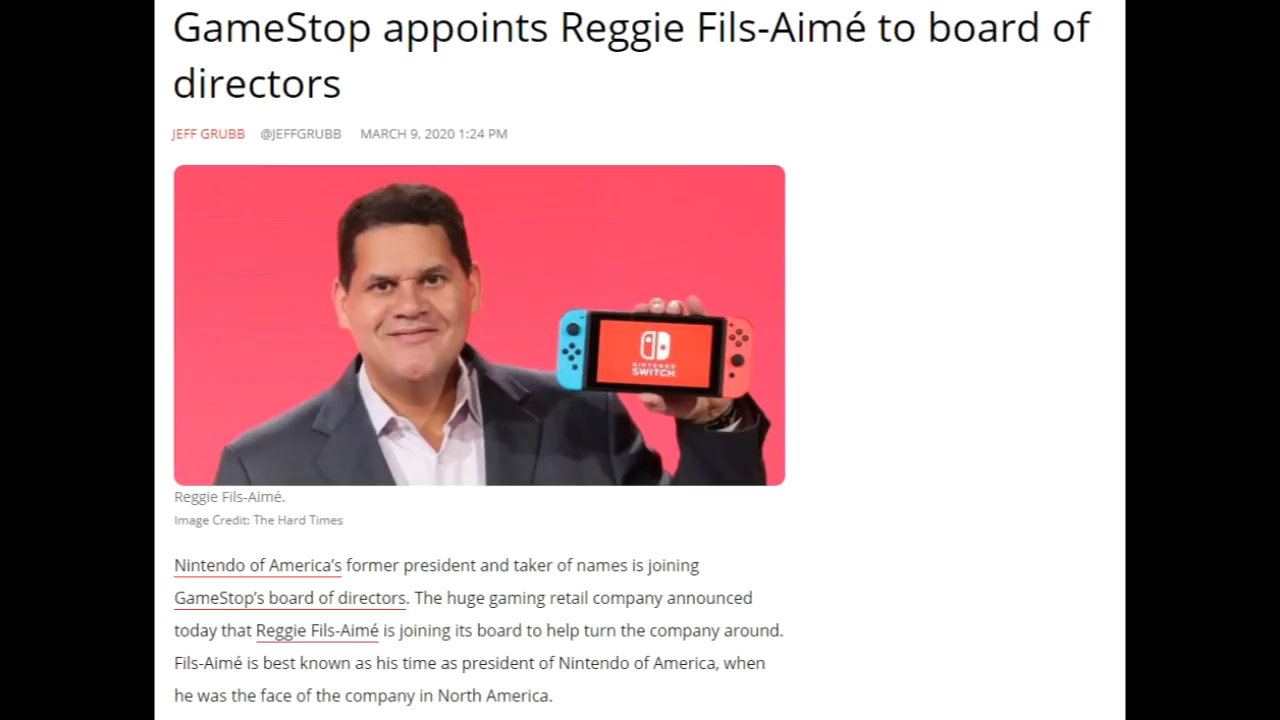 GameStop appoints Reggie Fils-Aimé to board of
directors
JEFF GRUBB @JEFFGRUBB MARCH 9, 2020 1:24 PM
NINTENDO
SWITCH
Reggie Fils-Aimé.
Image Credit: The Hard Times
Nintendo of America's former president and taker of names is joining
GameStop's board of directors. The huge gaming retail company announced
today that Reggie Fils-Aimé is joining its board to help turn the company around.
Fils-Aimé is best known as his time as president of Nintendo of America, when
he was the face of the company in North America.